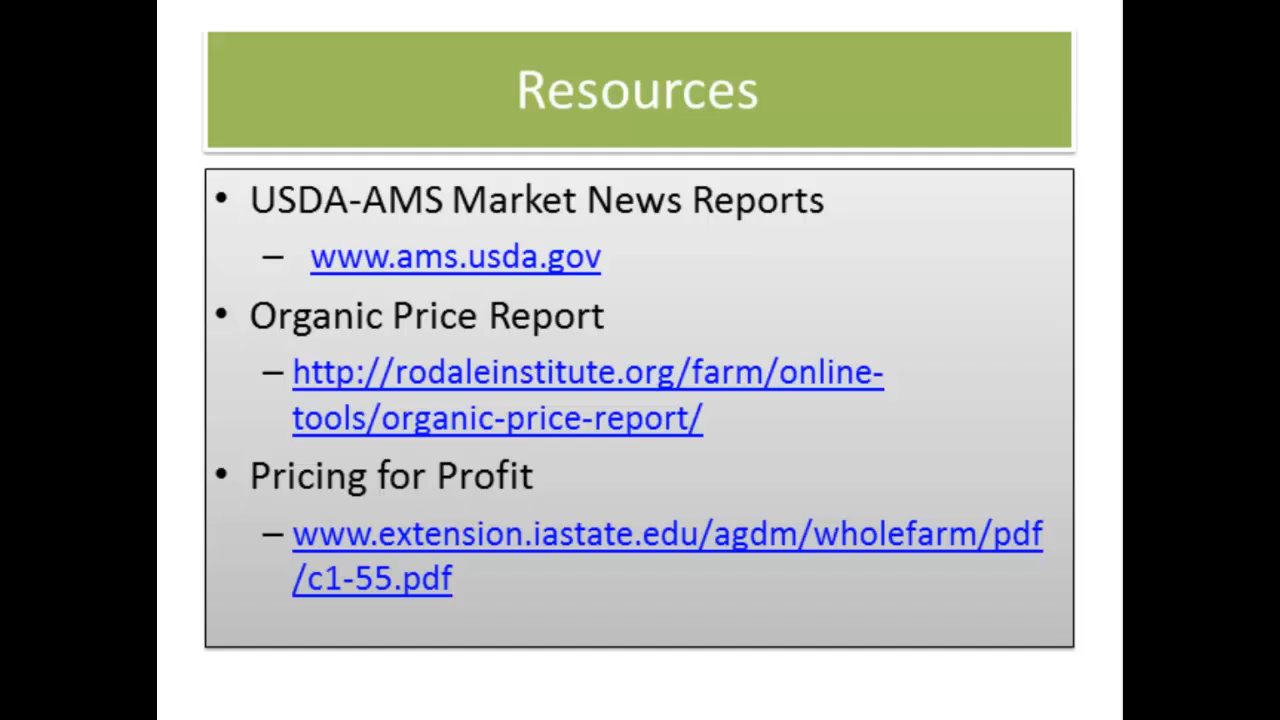 Resources
• USDA-AMS Market News Reports
– www.ams.usda.gov
• Organic Price Report
– http://rodaleinstitute.org/farm/online-
tools/organic-price-report/
• Pricing for Profit
– www.extension.iastate.edu/agdm/wholefarm/pdf
/c1-55.pdf